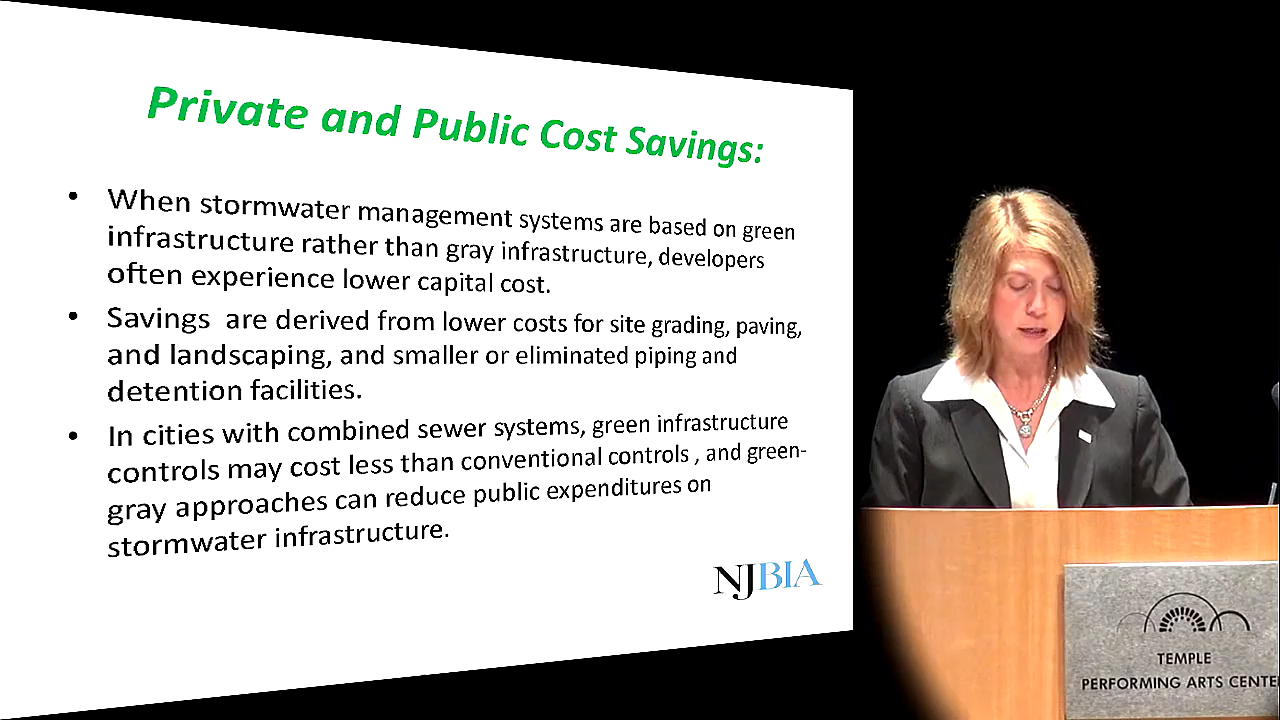 Private and Public Cost Savings:
• When stormwater management systems are based on green
infrastructure rather than gray infrastructure, developers
often experience lower capital cost.
• Savings  are derived from lower costs for site grading, paving,
and landscaping, and smaller or eliminated piping and
detention facilities.
• In cities with combined sewer systems, green infrastructure
controls may cost less than conventional controls , and green-
gray approaches can reduce public expenditures on
stormwater infrastructure.
NJBIA
TEMPLE
PERFORMING ARTS CENTE